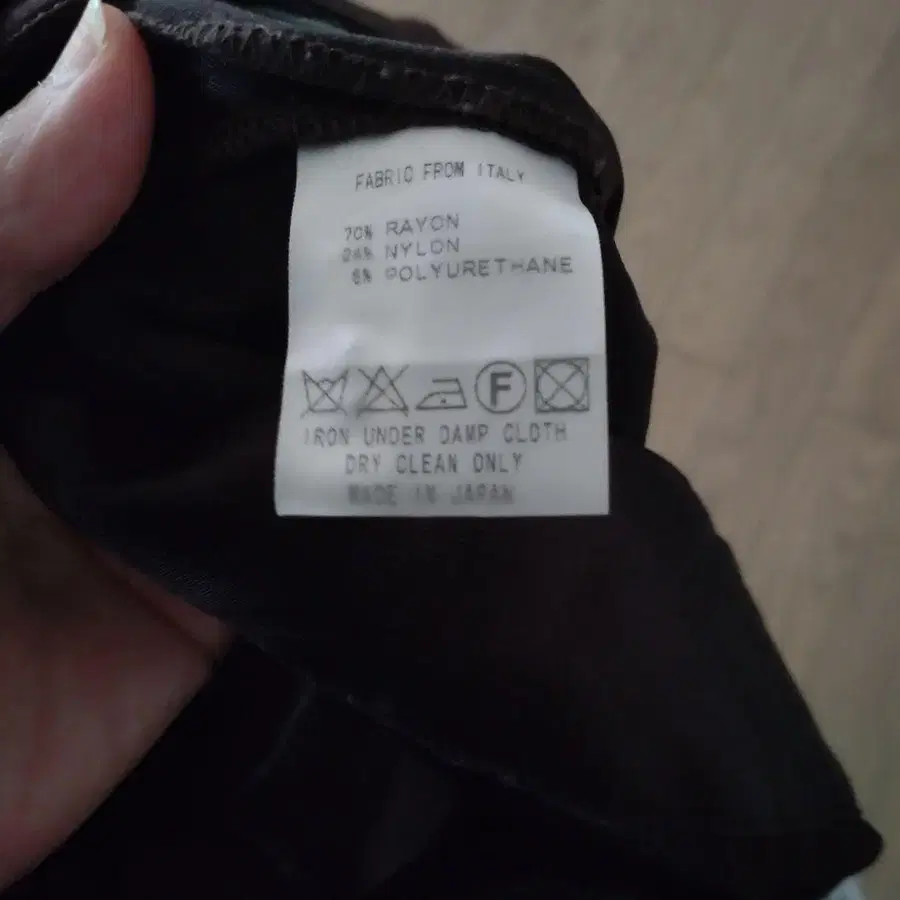 FABRIC FROM ITALY
70% RAYON
24% NYLON
6% POLYURETHANE
F
IRON UNDER DAMP CLOTH
DRY CLEAN ONLY
MADE IN JAPAN